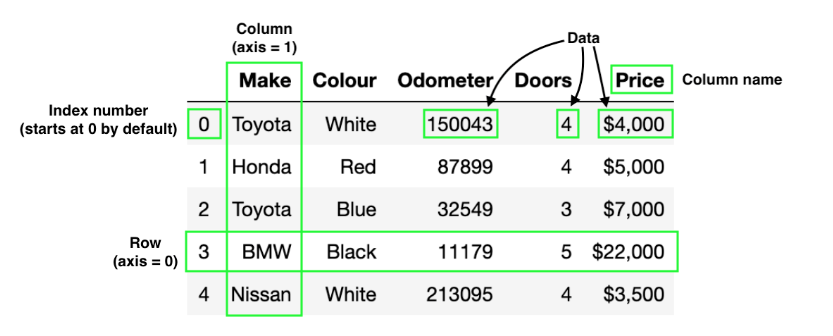 Column
(axis = 1)
Data
Make Colour Odometer Doors Price Column name
Index number
(starts at 0 by default)
0 Toyota White 150043 4 $4,000
1 Honda Red 87899 4 $5,000
2 Toyota Blue 32549 3 $7,000
Row
(axis = 0)
3 BMW Black 11179 5 $22,000
4 Nissan White 213095 4 $3,500